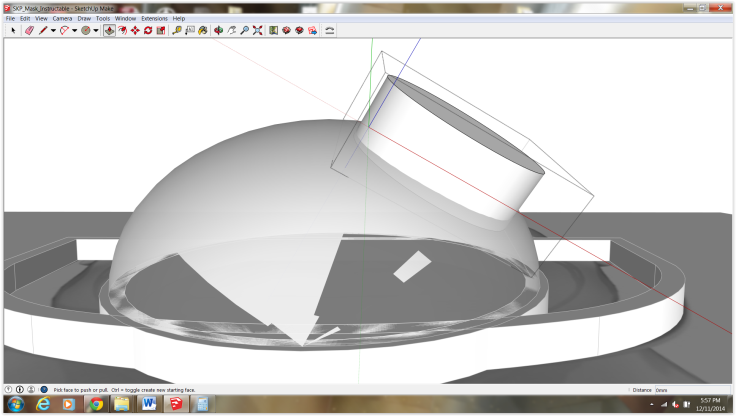 SKP_Mask_Instructable - SketchUp Make
File Edit View Camera Draw Tools Window Extensions Help
Pick face to push or pull. Ctrl = toggle create new starting face.
Distance
5:57 PM
12/11/2014